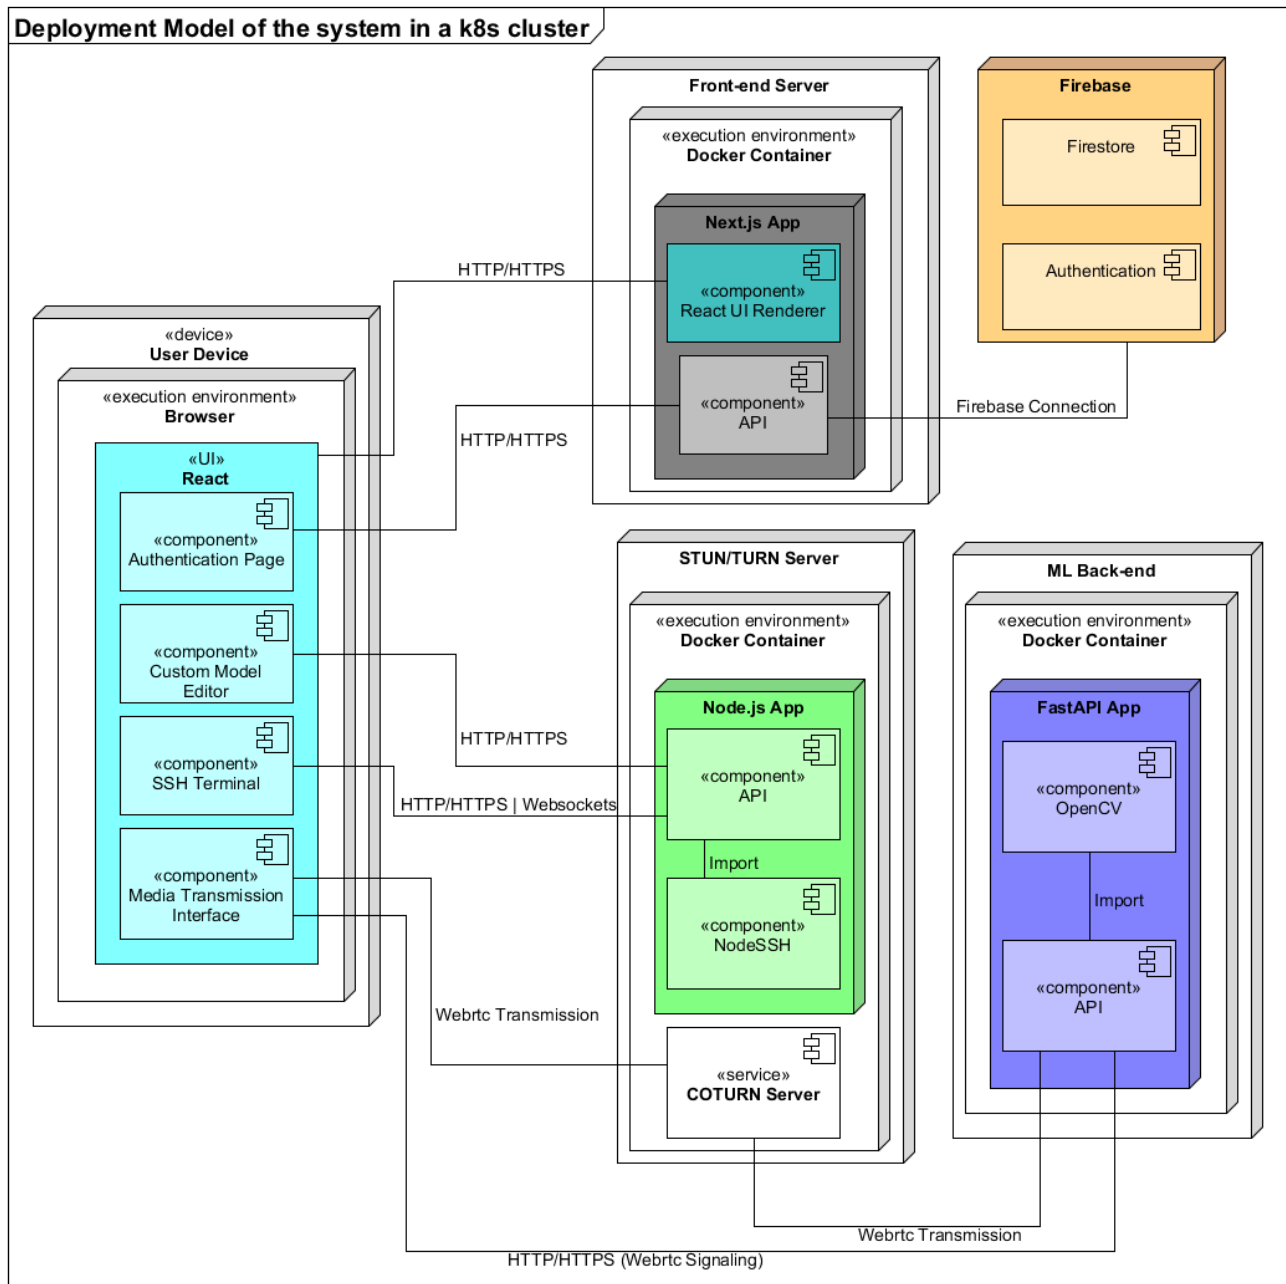 Deployment Model of the system in a k8s cluster
Front-end Server
«execution environment»
Docker Container
Next.js App
«component»
React UI Renderer
«component»
API
Firebase
Firestore
Authentication
Firebase Connection
HTTP/HTTPS
HTTP/HTTPS
«device»
User Device
«execution environment»
Browser
«UI»
React
«component»
Authentication Page
«component»
Custom Model
Editor
«component»
SSH Terminal
«component»
Media Transmission
Interface
HTTP/HTTPS
HTTP/HTTPS | Websockets
Webrtc Transmission
STUN/TURN Server
«execution environment»
Docker Container
Node.js App
«component»
API
Import
«component»
NodeSSH
«service»
COTURN Server
ML Back-end
«execution environment»
Docker Container
FastAPI App
«component»
OpenCV
Import
«component»
API
Webrtc Transmission
HTTP/HTTPS (Webrtc Signaling)